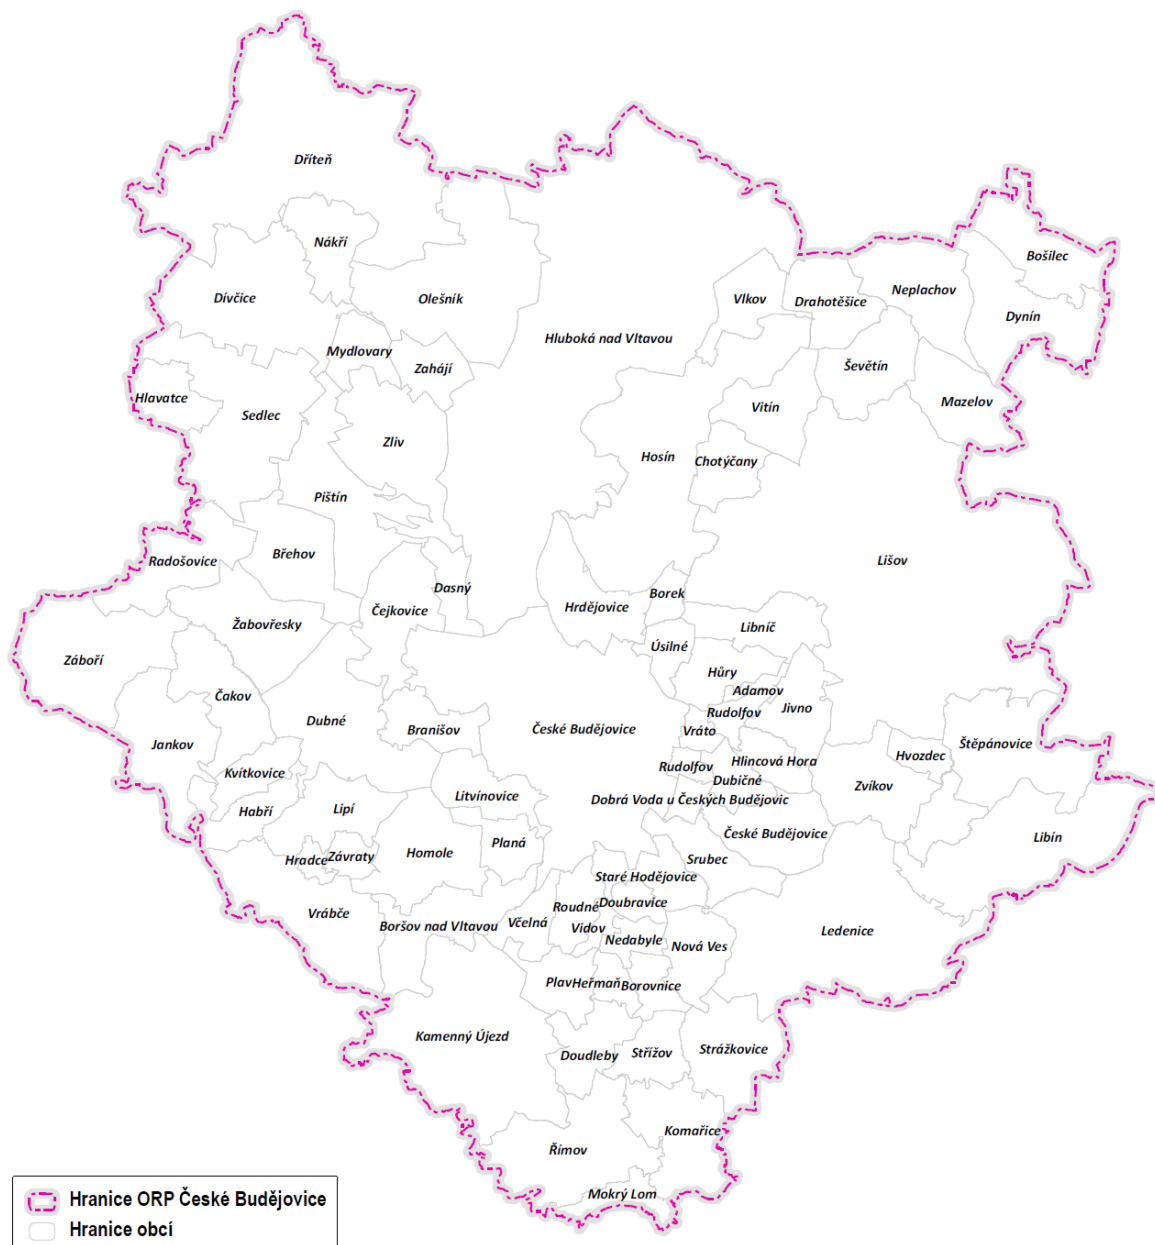 Dříteň
Nákří
Bošilec
Dívčice
Olešník
Vlkov
Drahotěšice
Neplachov
Dynín
Hluboká nad Vltavou
Mydlovary
Zahájí
Ševětín
Hlavatce
Sedlec
Vitín
Mazelov
Zliv
Hosín
Chotýčany
Pištín
Radošovice
Břehov
Lišov
Dasný
Čejkovice
Hrdějovice
Borek
Žabovřesky
Libníč
Záboří
Úsilné
Hůry
Čakov
Adamov
Rudolfov
Jivno
Jankov
Dubné
Branišov
České Budějovice
Vráto
Štěpánovice
Kvítkovice
Rudolfov
Hlincová Hora
Hvozdec
Dubičné
Zvíkov
Habří
Lipí
Litvínovice
Dobrá Voda u Českých Budějovic
České Budějovice
Libín
Planá
Hradce
Závraty
Homole
Srubec
Staré Hodějovice
Vrábče
Roudné
Doubravice
Boršov nad Vltavou
Včelná
Vidov
Nedabyle
Nová Ves
Ledenice
Plav
Heřmaň
Borovnice
Kamenný Újezd
Doudleby
Střížov
Strážkovice
Komařice
Římov
Mokrý Lom
Hranice ORP České Budějovice
Hranice obcí